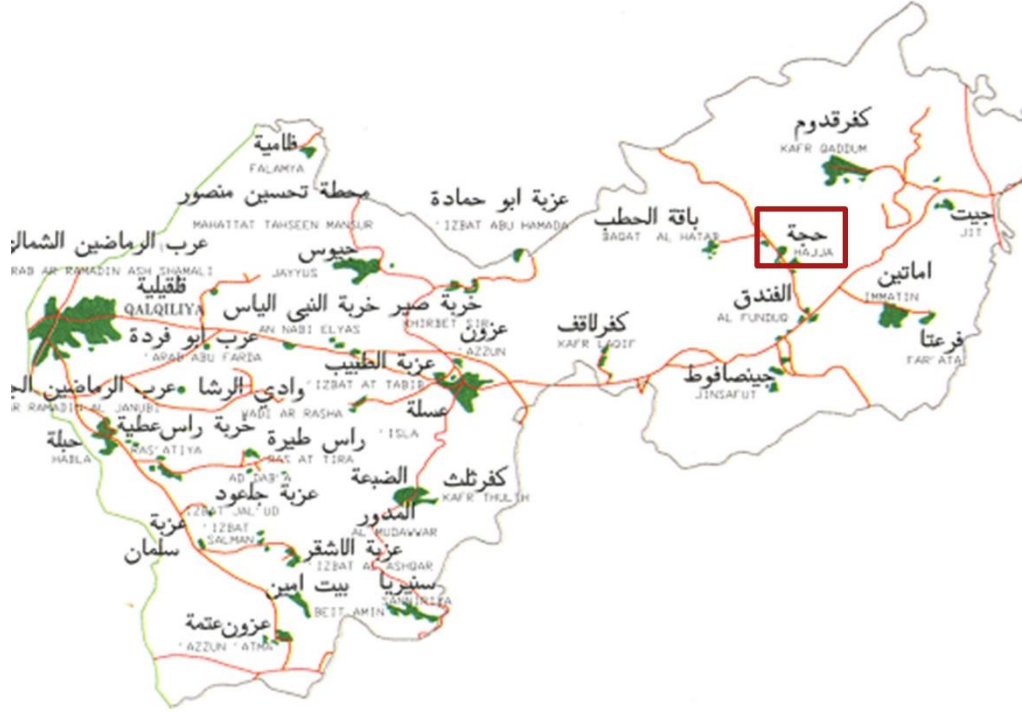 كفرقدوم
KAFR QADDUM
فلامية
FALAMYA
محطة تحسين منصور
MAHATTAT TAHSEEN MANSUR
عزبة ابو حمادة
'IZBAT ABU HAMADA
باقة الحطب
BAQAT AL HATAB
حجة
HAJJA
جيت
JIT
عرب الرماضين الشمالي
ARAB AR RAMADIN ASH SHAMALI
جيوس
JAYYUS
اماتين
IMMATIN
قلقيلية
QALQILIYA
خربة صير
KHIRBET SIR
خربة النبي الياس
AN NABI ELYAS
الفندق
AL FUNDUQ
فرعتا
FAR'ATA
عرب ابو فردة
'ARAB ABU FARDA
عزون
'AZZUN
كفرلاقف
KAFR LAQIF
عزبة الطبيب
'IZBAT AT TABIB
جينصافوط
JINSAFUT
عرب الرماضين
AR RAMADIN AL JANUBI
وادي الرشا
WADI AR RASHA
عسلة
'ISLA
حبلة
HABLA
خربة راس عطية
RAS'ATIYA
راس طيرة
RAS AT TIRA
الضبعة
AD DAB'A
كفرثلث
KAFR THULTH
عزبة جلعود
'IZBAT JAL'UD
المدور
AL MUDAWWAR
عزبة
سلمان
'IZBAT
SALMAN
عزبة الاشقر
'IZBAT AL ASHQAR
بيت امين
BEIT AMIN
سنيريا
SANNIRIYA
عزون عتمة
'AZZUN 'ATMA